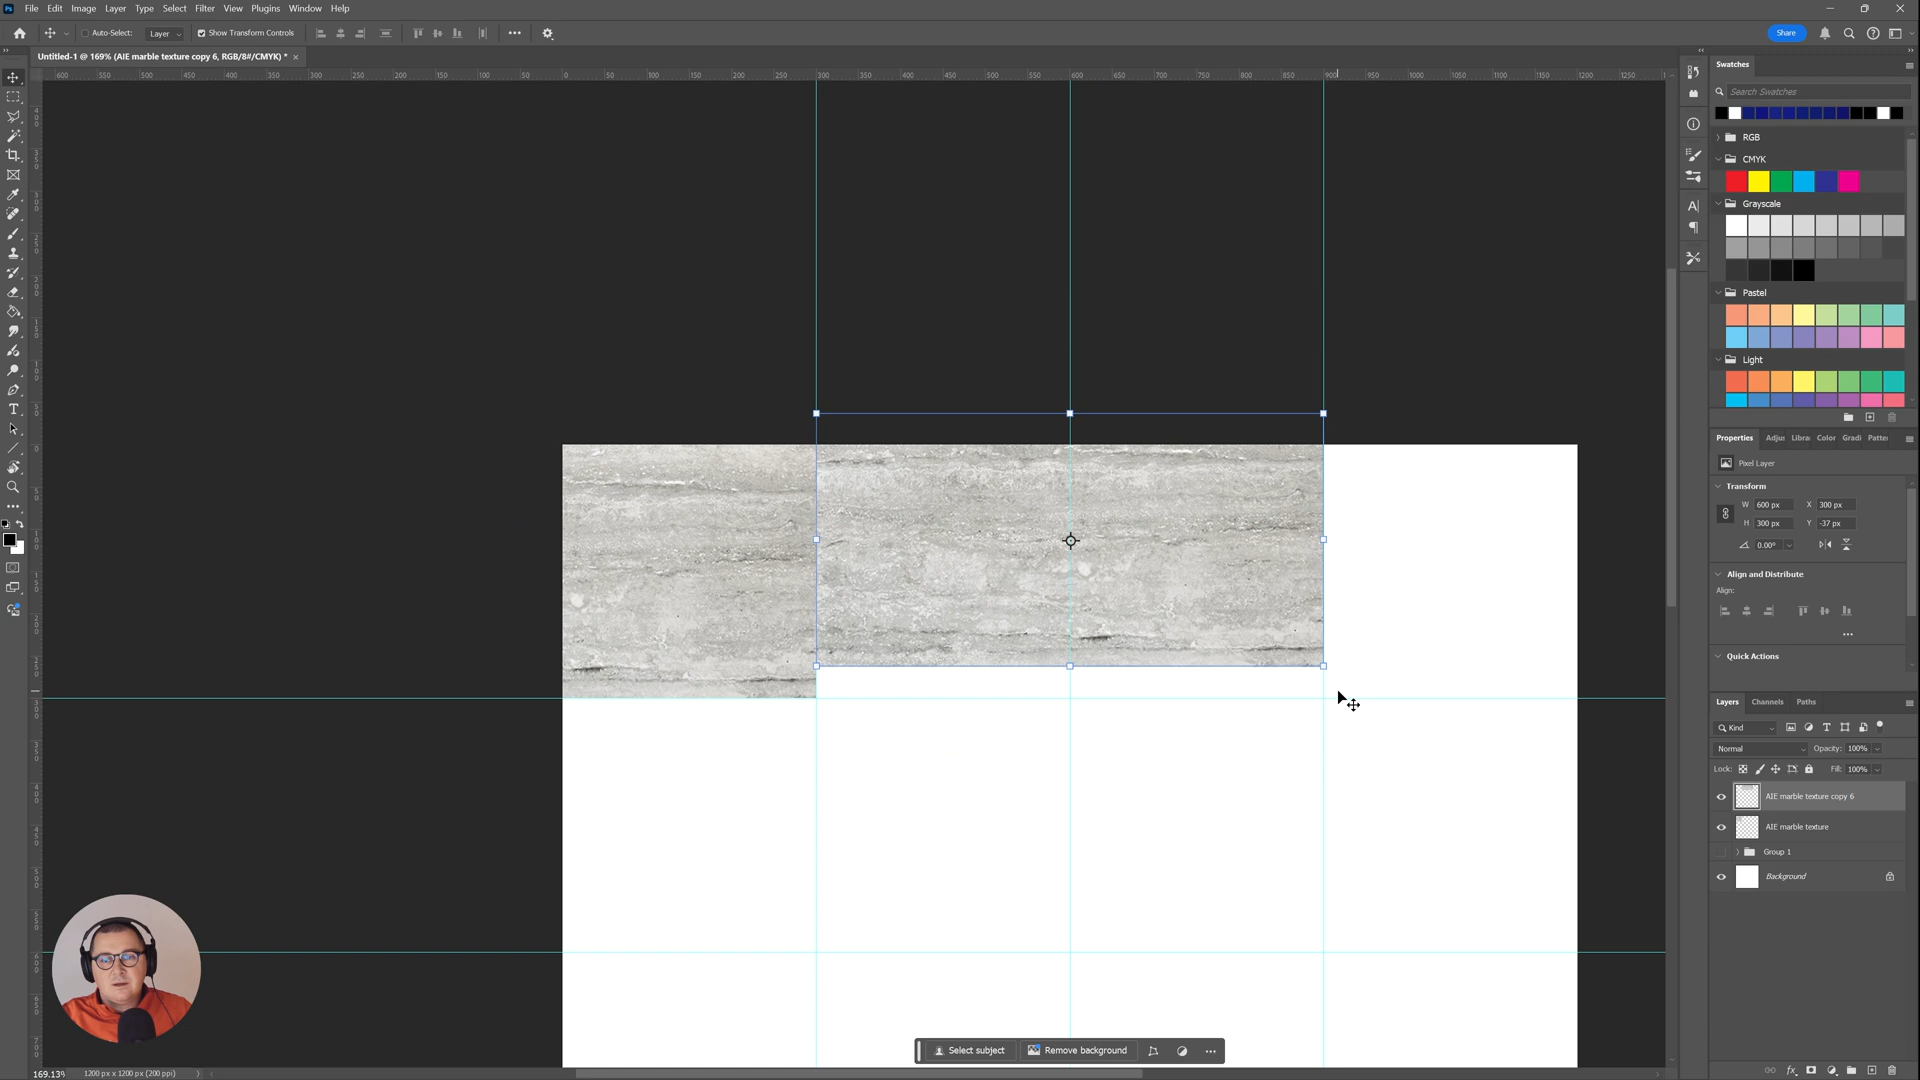 File Edit Image Layer Type Select Filter View Plugins Window Help
Auto-Select: Layer Show Transform Controls Share
Untitled-1 @ 169% (AIE marble texture copy 6, RGB/8#/CMYK) * ×
600 550 500 450 400 350 300 250 200 150 100 50 0 50 100 150 200 250 300 350 400 450 500 550 600 650 700 750 800 850 900 950 1000 1050 1100 1150 1200 1250
Swatches
Search Swatches
RGB
CMYK
Grayscale
Pastel
Light
Properties Adju Libra Color Gradi Patte
Pixel Layer
Transform
W 600 px X 300 px
H 300 px Y -37 px
0.00°
Align and Distribute
Align:
Quick Actions
Layers Channels Paths
Kind
Normal Opacity: 100%
Lock: Fill: 100%
AIE marble texture copy 6
AIE marble texture
Group 1
Background
Select subject Remove background
169.13% 1200 px x 1200 px (200 ppi)